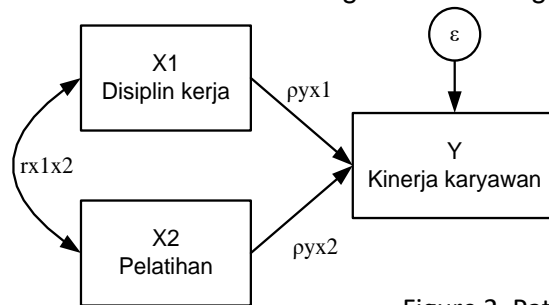 ε
X1
Disiplin kerja
ρyx1
Y
Kinerja karyawan
rx1x2
X2
Pelatihan
ρyx2